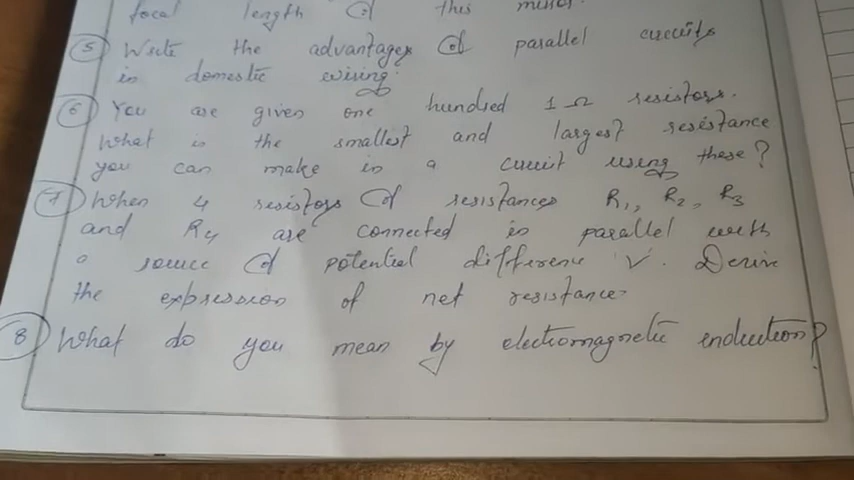 focal length of this mirror
5 Write the advantages of parallel circuits
in domestic wiring.
6 You are given one hundred 1 Ω resistors.
What is the smallest and largest resistance
you can make in a circuit using these?
7 When 4 resistors of resistances R1, R2, R3
and R4 are connected in parallel with
a source of potential difference V. Derive
the expression of net resistance.
8 What do you mean by electromagnetic induction?